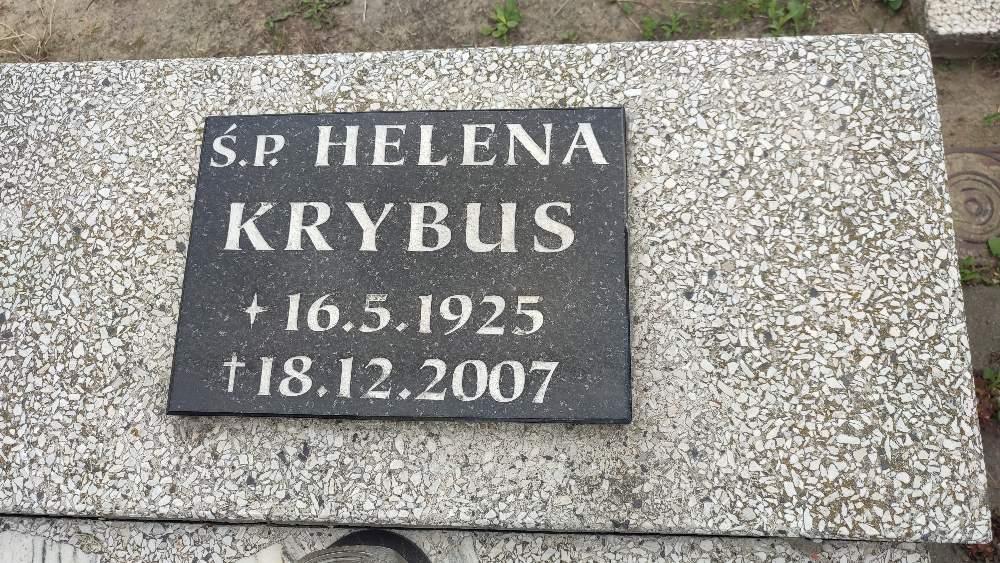 Ś.P. HELENA
KRYBUS
16.5.1925
✝18.12.2007